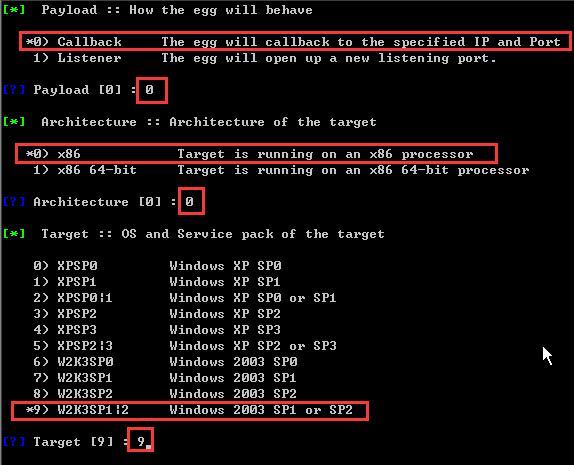 [*] Payload :: How the egg will behave
*0) Callback The egg will callback to the specified IP and Port
1) Listener The egg will open up a new listening port.
[?] Payload [0] : 0
[*] Architecture :: Architecture of the target
*0) x86 Target is running on an x86 processor
1) x86 64-bit Target is running on an x86 64-bit processor
[?] Architecture [0] : 0
[*] Target :: OS and Service pack of the target
0) XPSP0 Windows XP SP0
1) XPSP1 Windows XP SP1
2) XPSP0|1 Windows XP SP0 or SP1
3) XPSP2 Windows XP SP2
4) XPSP3 Windows XP SP3
5) XPSP2|3 Windows XP SP2 or SP3
6) W2K3SP0 Windows 2003 SP0
7) W2K3SP1 Windows 2003 SP1
8) W2K3SP2 Windows 2003 SP2
*9) W2K3SP1|2 Windows 2003 SP1 or SP2
[?] Target [9] : 9